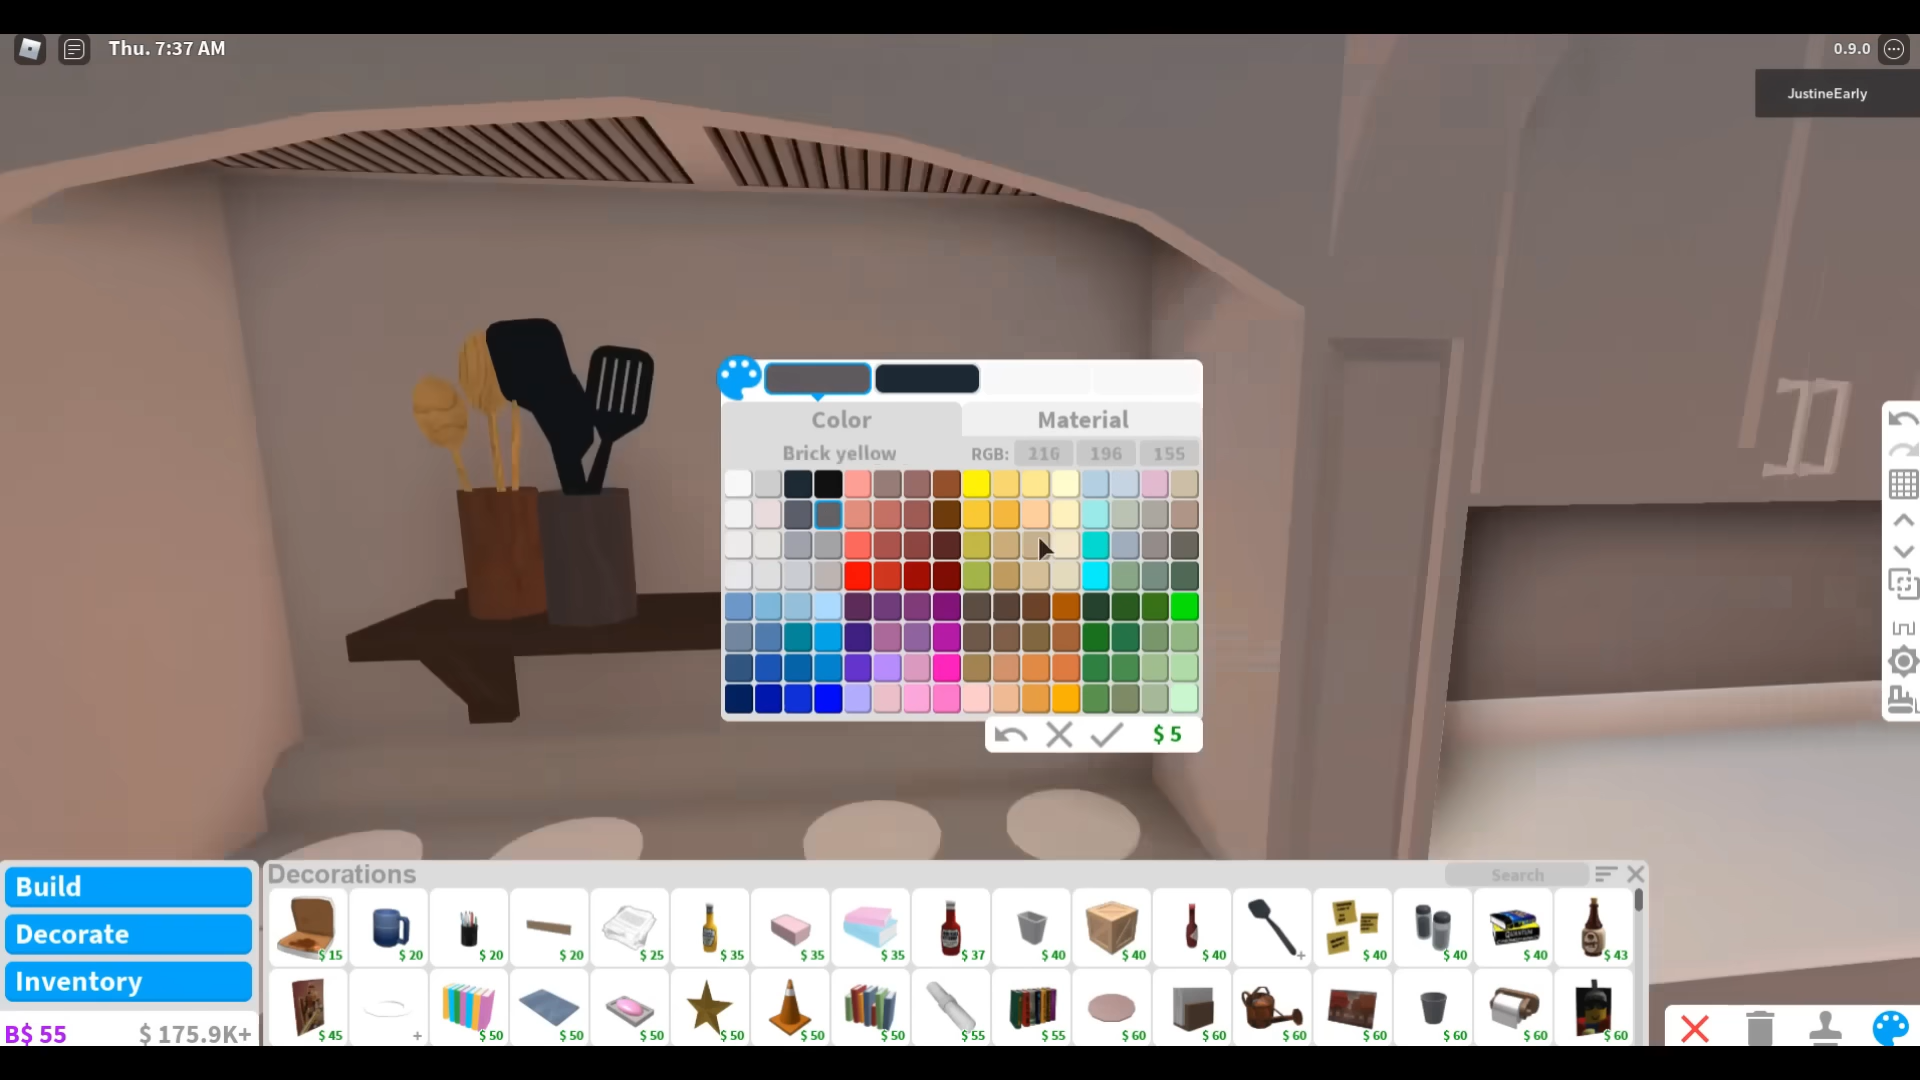 Thu. 7:37 AM
0.9.0
JustineEarly
Color
Material
Brick yellow
RGB: 216 196 155
$ 5
Build
Decorate
Inventory
B$ 55 $ 175.9K+
Decorations
Search
$ 15 $ 20 $ 20 $ 20 $ 25 $ 35 $ 35 $ 35 $ 37 $ 40 $ 40 $ 40 + $ 40 $ 40 $ 40 $ 43
$ 45 + $ 50 $ 50 $ 50 $ 50 $ 50 $ 50 $ 55 $ 55 $ 60 $ 60 $ 60 $ 60 $ 60 $ 60 $ 60